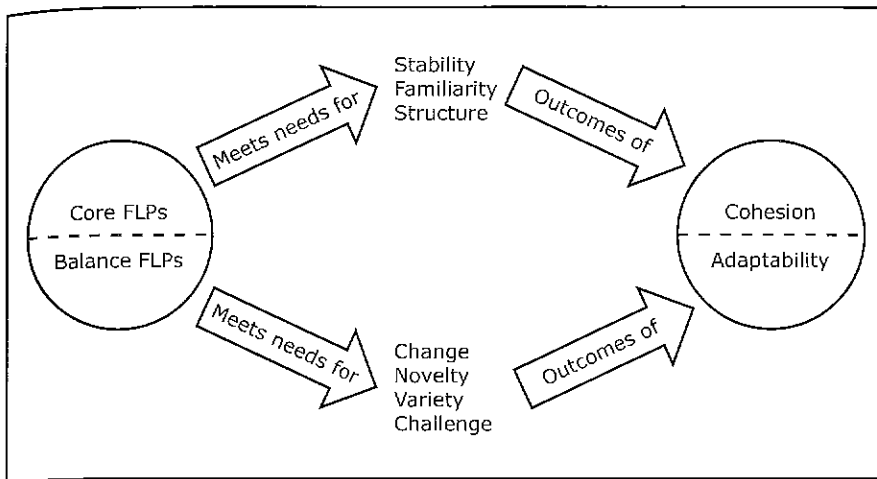 Core FLPs
Balance FLPs
Meets needs for
Stability
Familiarity
Structure
Outcomes of
Meets needs for
Change
Novelty
Variety
Challenge
Outcomes of
Cohesion
Adaptability